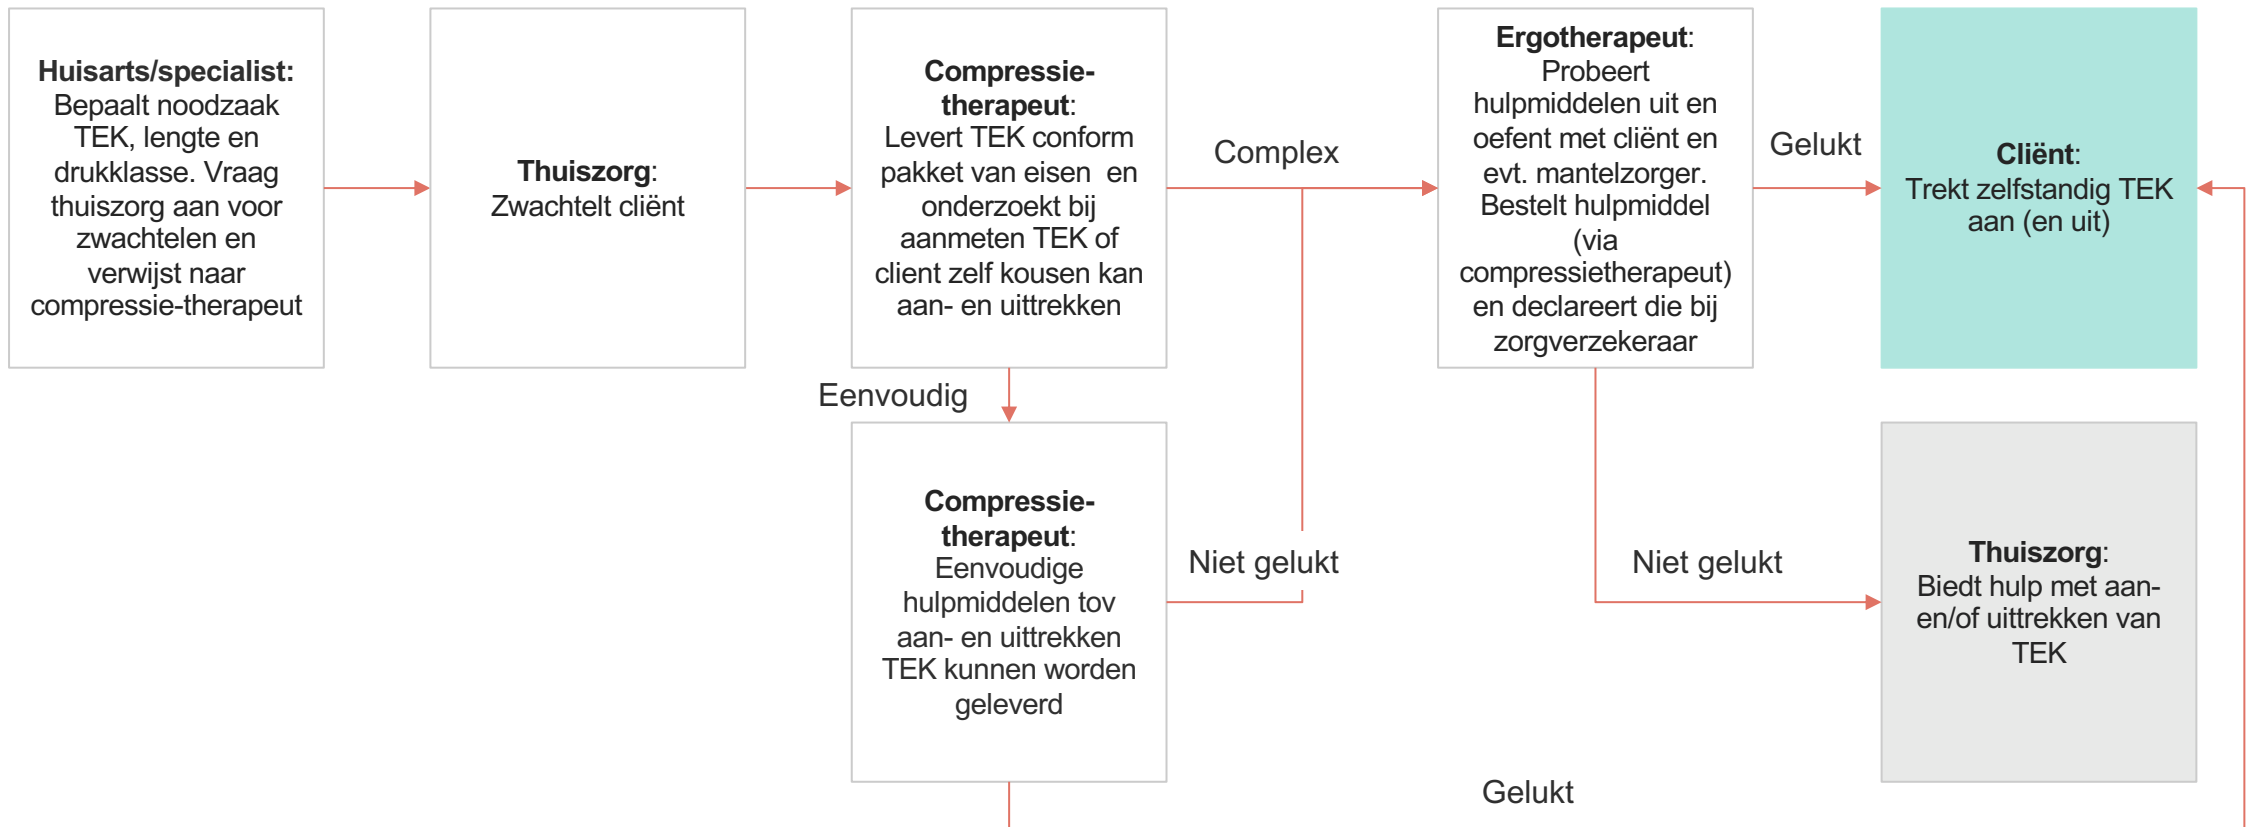 Huisarts/specialist:
Bepaalt noodzaak
TEK, lengte en
drukklasse. Vraag
thuiszorg aan voor
zwachtelen en
verwijst naar
compressie-therapeut
Thuiszorg:
Zwachtelt cliënt
Compressie-
therapeut:
Levert TEK conform
pakket van eisen en
onderzoekt bij
aanmeten TEK of
client zelf kousen kan
aan- en uittrekken
Complex
Ergotherapeut:
Probeert
hulpmiddelen uit en
oefent met cliënt en
evt. mantelzorger.
Bestelt hulpmiddel
(via
compressietherapeut)
en declareert die bij
zorgverzekeraar
Gelukt
Cliënt:
Trekt zelfstandig TEK
aan (en uit)
Eenvoudig
Compressie-
therapeut:
Eenvoudige
hulpmiddelen tov
aan- en uittrekken
TEK kunnen worden
geleverd
Niet gelukt
Niet gelukt
Thuiszorg:
Biedt hulp met aan-
en/of uittrekken van
TEK
Gelukt